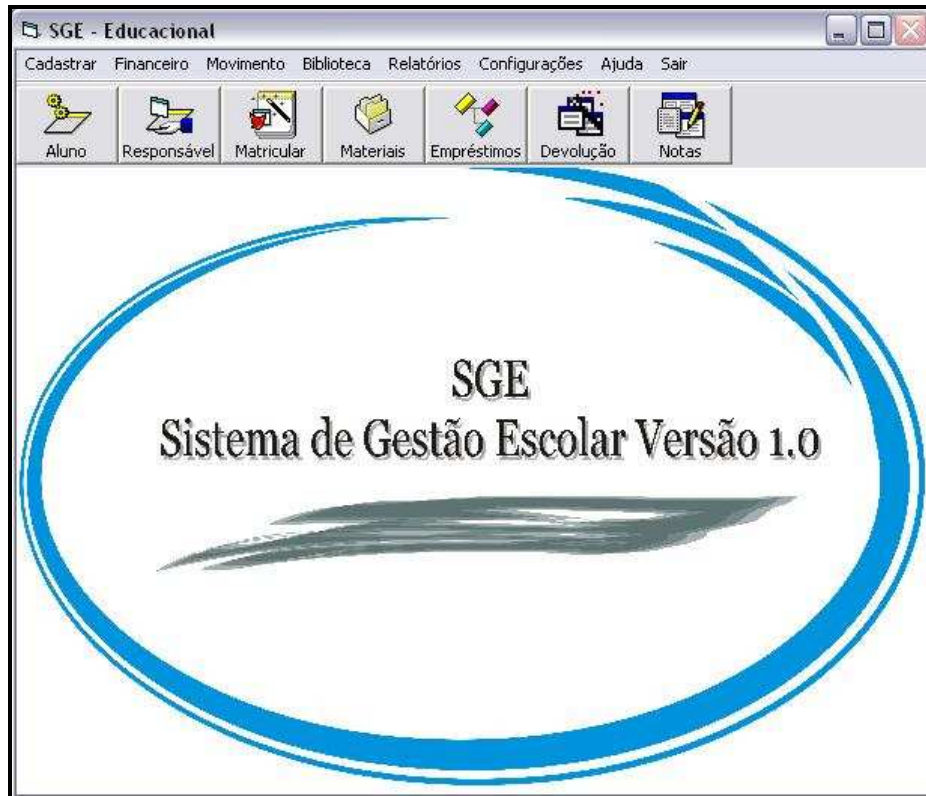 SGE - Educacional
Cadastrar Financeiro Movimento Biblioteca Relatórios Configurações Ajuda Sair
Aluno Responsável Matricular Materiais Empréstimos Devolução Notas
SGE
Sistema de Gestão Escolar Versão 1.0